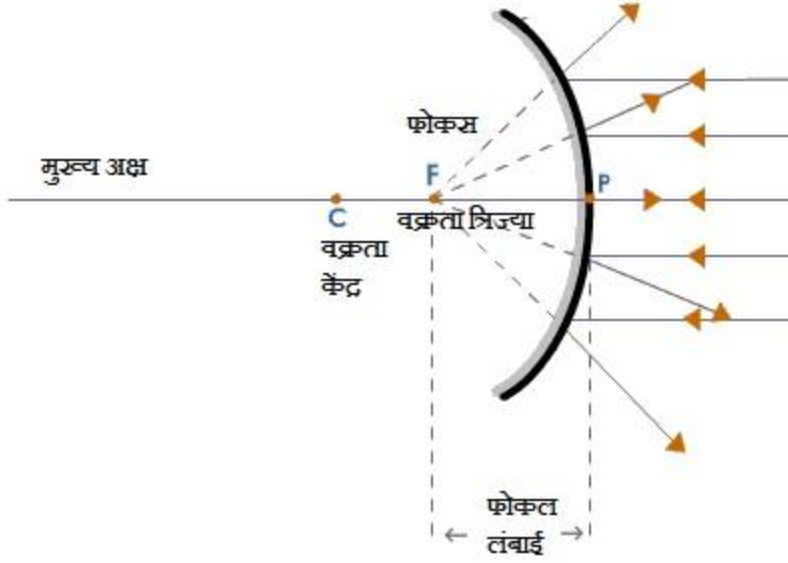 फोकस
मुख्य अक्ष
F
P
C
वक्रता त्रिज्या
वक्रता
केंद्र
फोकल
लंबाई